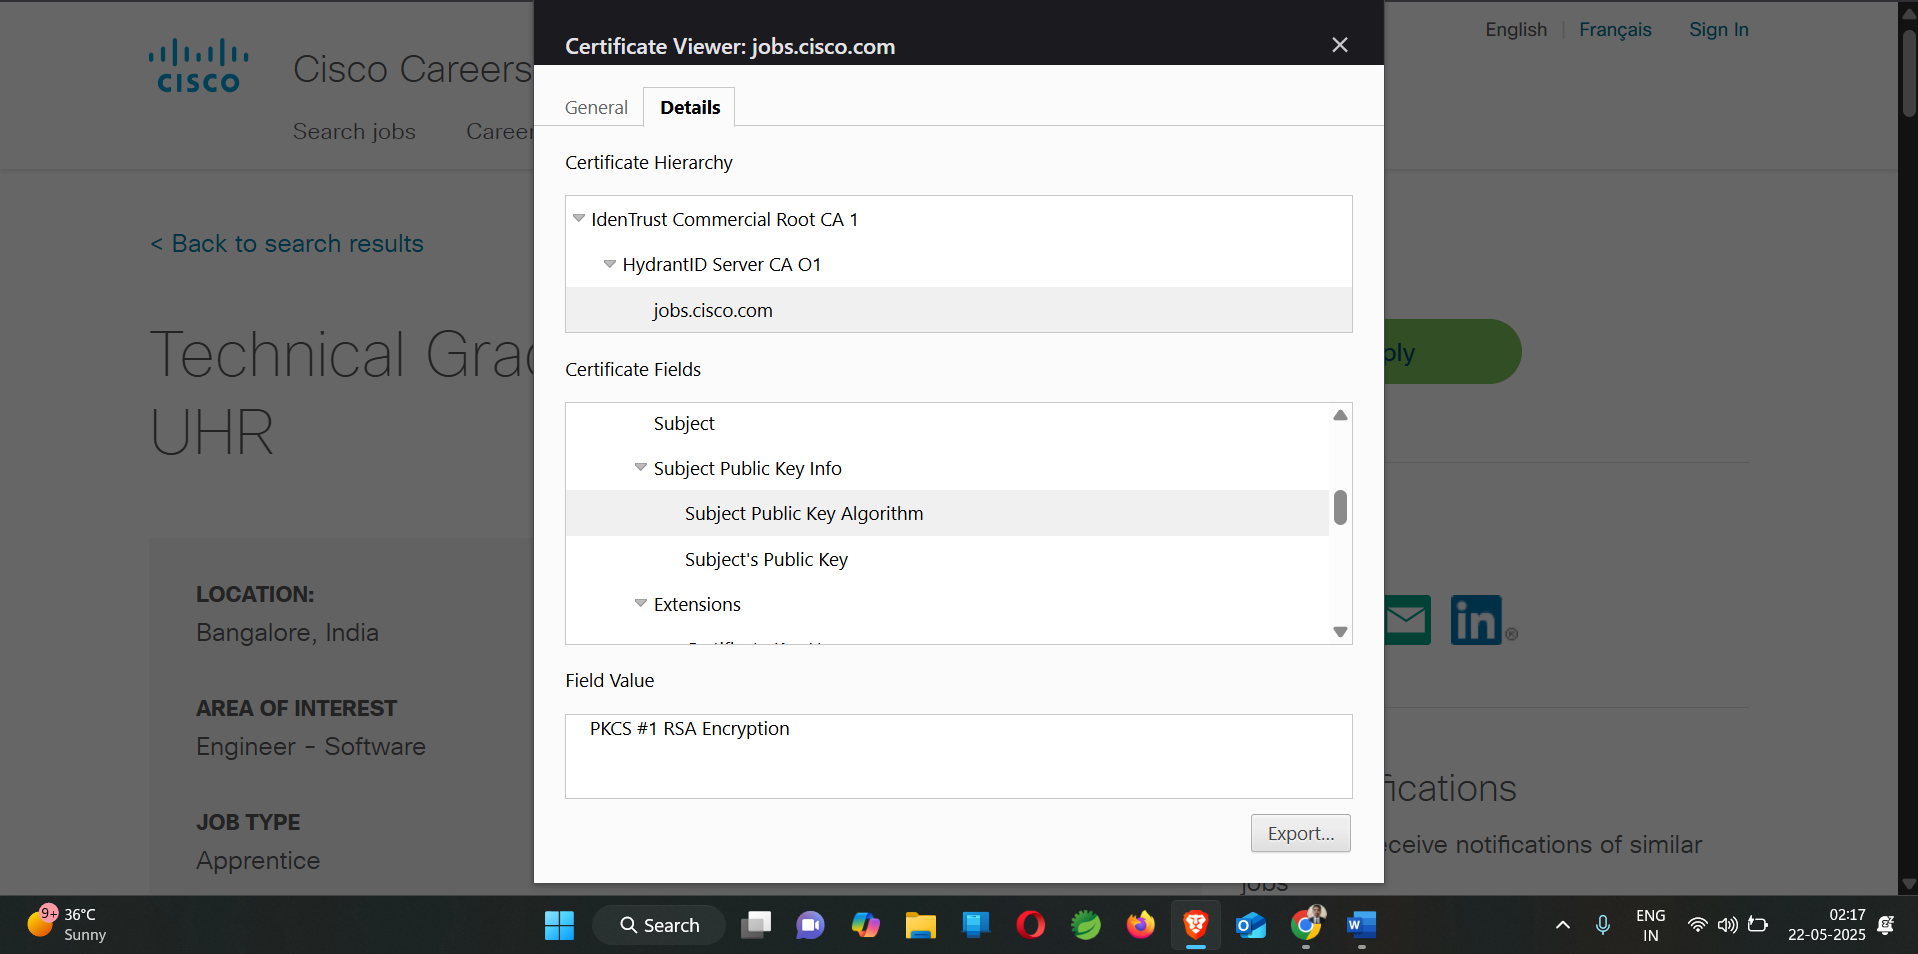 English
Français
Sign In
CISCO
Cisco Careers
Search jobs
Career
< Back to search results
Technical Grad
UHR
LOCATION:
Bangalore, India
AREA OF INTEREST
Engineer - Software
JOB TYPE
Apprentice
Certificate Viewer: jobs.cisco.com
General
Details
Certificate Hierarchy
IdenTrust Commercial Root CA 1
HydrantID Server CA O1
jobs.cisco.com
Certificate Fields
Subject
Subject Public Key Info
Subject Public Key Algorithm
Subject's Public Key
Extensions
Field Value
PKCS #1 RSA Encryption
Export...
ply
in
fications
eceive notifications of similar
jobs
9+
36°C
Sunny
Search
ENG
IN
02:17
22-05-2025